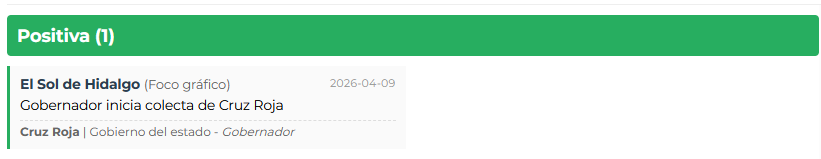 Positiva (1)
El Sol de Hidalgo (Foco gráfico) 2026-04-09
Gobernador inicia colecta de Cruz Roja
Cruz Roja | Gobierno del estado - Gobernador